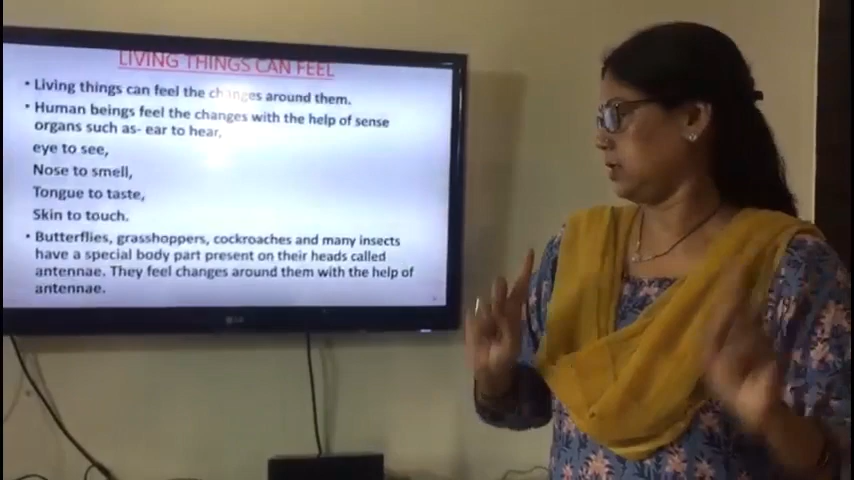 LIVING THINGS CAN FEEL
• Living things can feel the changes around them.
• Human beings feel the changes with the help of sense
organs such as- ear to hear,
eye to see,
Nose to smell,
Tongue to taste,
Skin to touch.
• Butterflies, grasshoppers, cockroaches and many insects
have a special body part present on their heads called
antennae. They feel changes around them with the help of
antennae.
LG